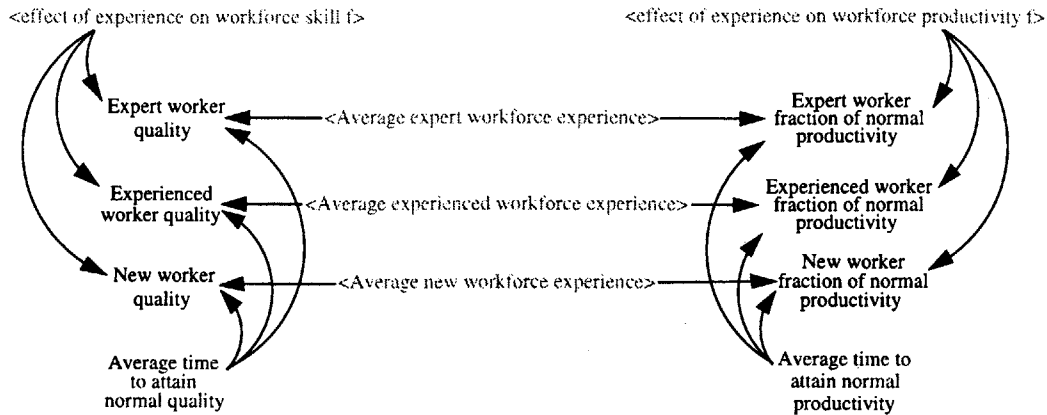 <effect of experience on workforce skill f>
<effect of experience on workforce productivity f>
Expert worker
quality
<Average expert workforce experience>
Expert worker
fraction of normal
productivity
Experienced
worker quality
<Average experienced workforce experience>
Experienced worker
fraction of normal
productivity
New worker
quality
<Average new workforce experience>
New worker
fraction of normal
productivity
Average time
to attain
normal quality
Average time to
attain normal
productivity